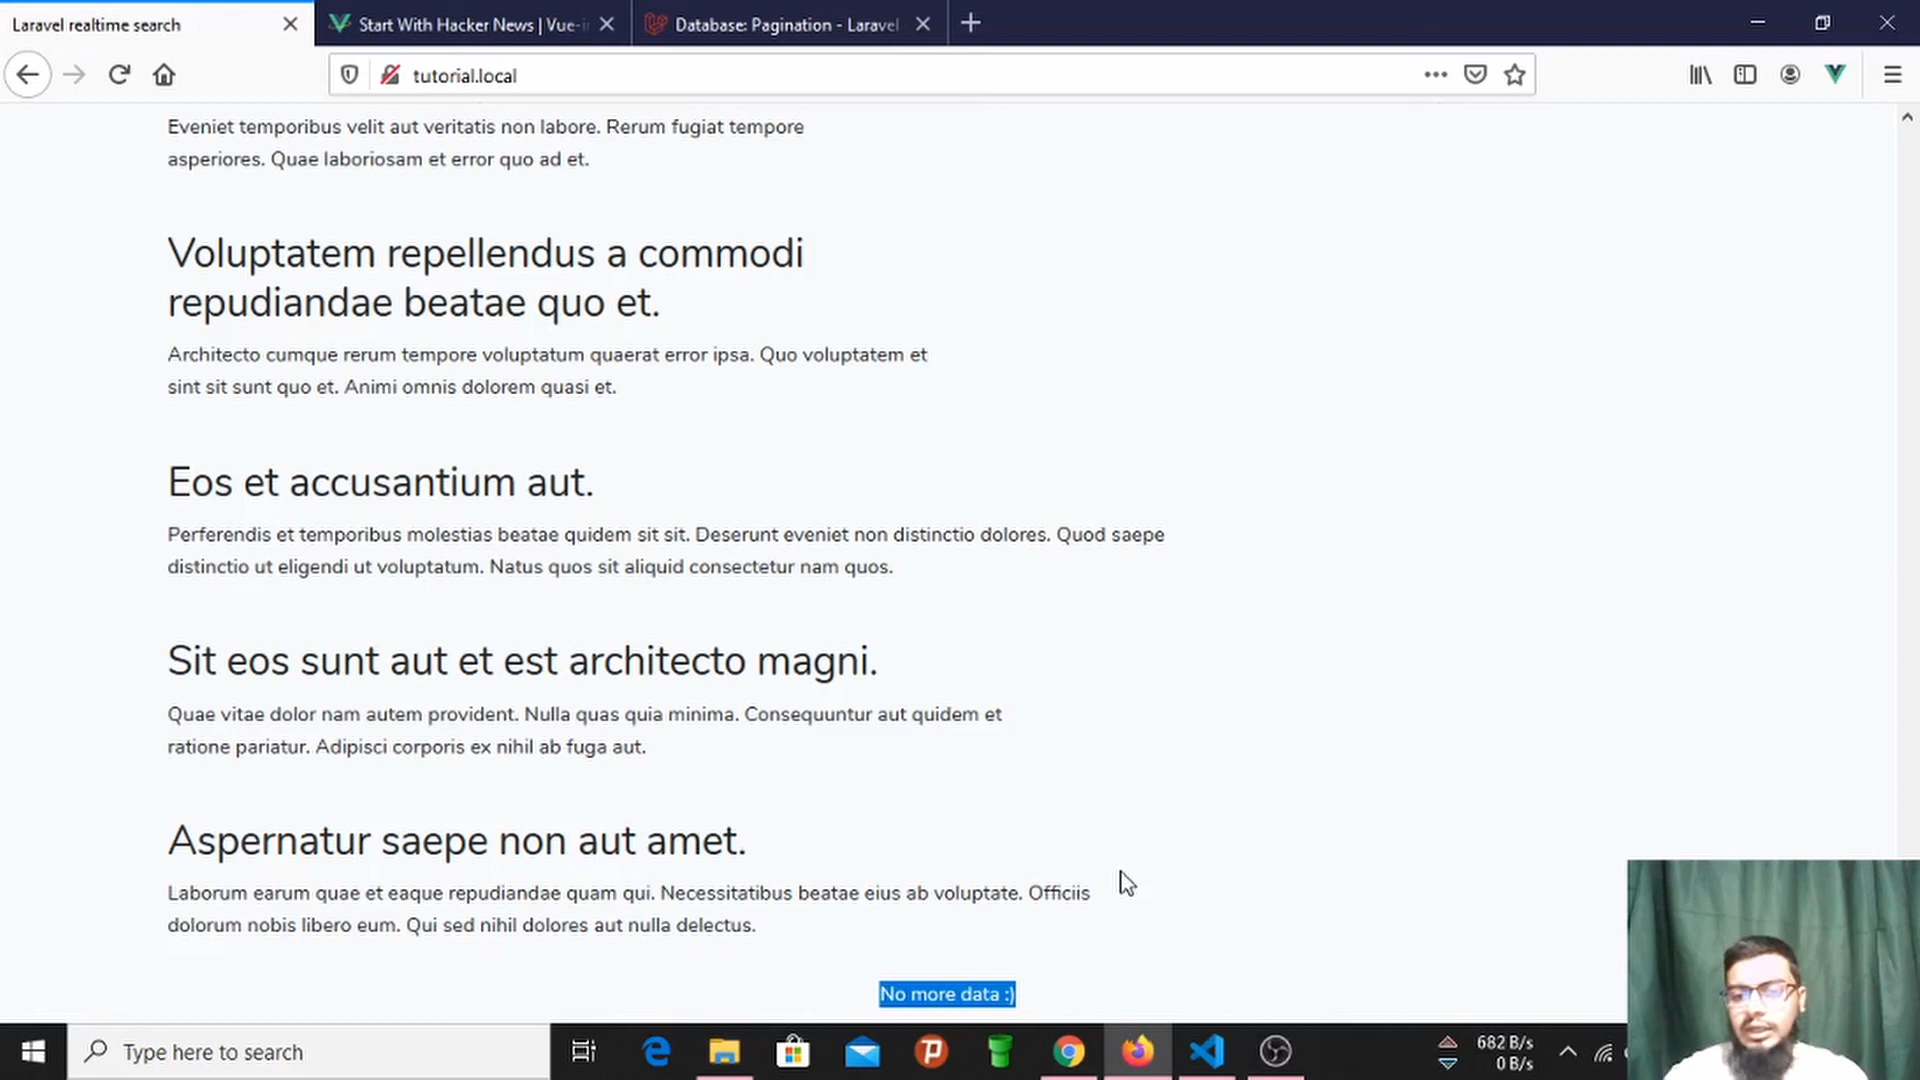 Laravel realtime search
Start With Hacker News | Vue-i
Database: Pagination - Laravel
tutorial.local
Eveniet temporibus velit aut veritatis non labore. Rerum fugiat tempore
asperiores. Quae laboriosam et error quo ad et.
Voluptatem repellendus a commodi
repudiandae beatae quo et.
Architecto cumque rerum tempore voluptatum quaerat error ipsa. Quo voluptatem et
sint sit sunt quo et. Animi omnis dolorem quasi et.
Eos et accusantium aut.
Perferendis et temporibus molestias beatae quidem sit sit. Deserunt eveniet non distinctio dolores. Quod saepe
distinctio ut eligendi ut voluptatum. Natus quos sit aliquid consectetur nam quos.
Sit eos sunt aut et est architecto magni.
Quae vitae dolor nam autem provident. Nulla quas quia minima. Consequuntur aut quidem et
ratione pariatur. Adipisci corporis ex nihil ab fuga aut.
Aspernatur saepe non aut amet.
Laborum earum quae et eaque repudiandae quam qui. Necessitatibus beatae eius ab voluptate. Officiis
dolorum nobis libero eum. Qui sed nihil dolores aut nulla delectus.
No more data :)
Type here to search
682 B/s
0 B/s